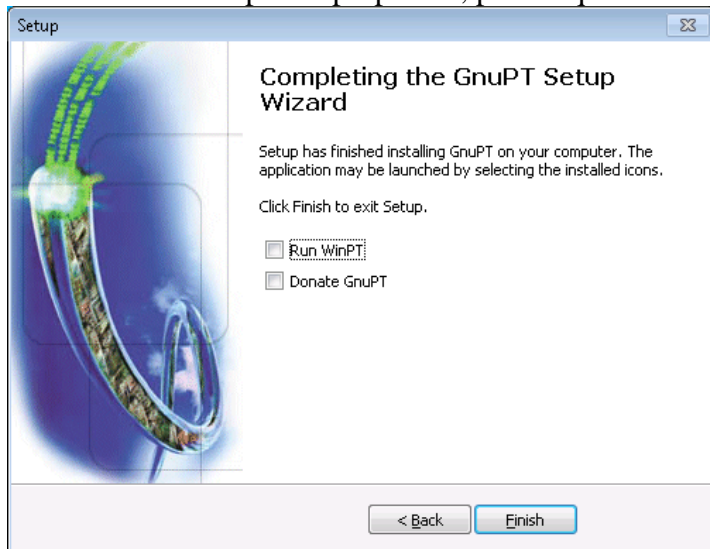 Setup
Completing the GnuPT Setup
Wizard
Setup has finished installing GnuPT on your computer. The
application may be launched by selecting the installed icons.
Click Finish to exit Setup.
Run WinPT
Donate GnuPT
< Back
Finish